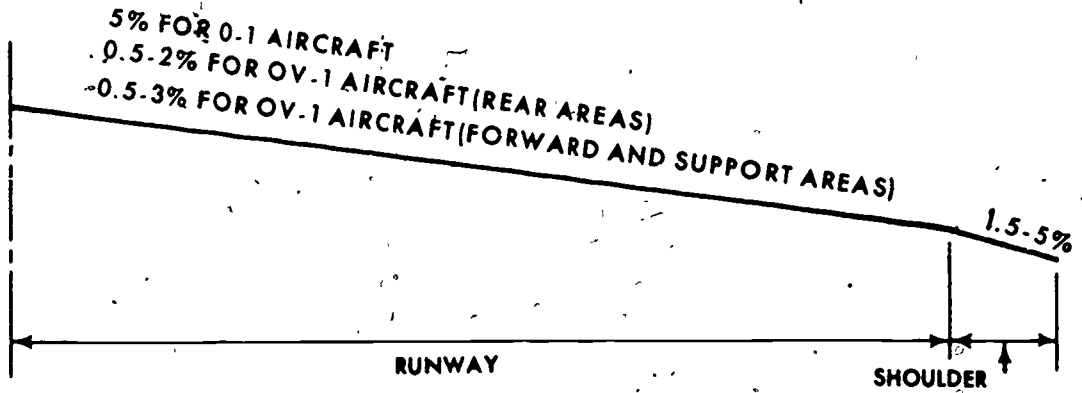 5% FOR 0-1 AIRCRAFT
0.5-2% FOR OV-1 AIRCRAFT (REAR AREAS)
0.5-3% FOR OV-1 AIRCRAFT (FORWARD AND SUPPORT AREAS)
1.5-5%
RUNWAY
SHOULDER